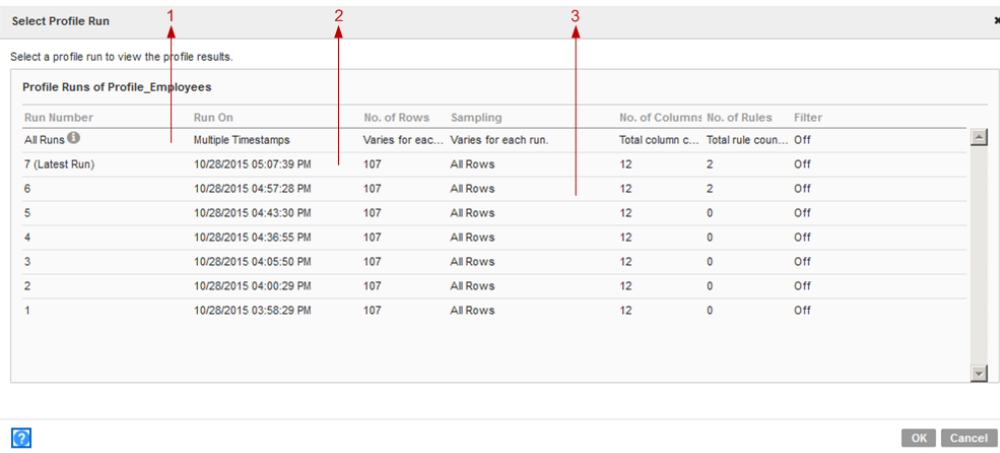 1 2 3
Select Profile Run x
Select a profile run to view the profile results.
Profile Runs of Profile_Employees
Run Number Run On No. of Rows Sampling No. of Columns No. of Rules Filter
All Runs Multiple Timestamps Varies for eac... Varies for each run. Total column c... Total rule coun... Off
7 (Latest Run) 10/28/2015 05:07:39 PM 107 All Rows 12 2 Off
6 10/28/2015 04:57:28 PM 107 All Rows 12 2 Off
5 10/28/2015 04:43:30 PM 107 All Rows 12 0 Off
4 10/28/2015 04:36:55 PM 107 All Rows 12 0 Off
3 10/28/2015 04:05:50 PM 107 All Rows 12 0 Off
2 10/28/2015 04:00:29 PM 107 All Rows 12 0 Off
1 10/28/2015 03:58:29 PM 107 All Rows 12 0 Off
? OK Cancel